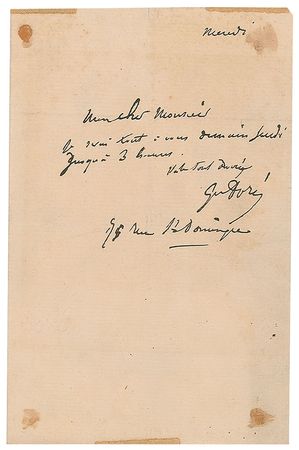 Mercredi
Mon cher Monsieur
Je suis tout à vous demain Jeudi
Jusqu'à 3 heures.
Votre tout Dévoué
Gve Doré
rue St Dominique